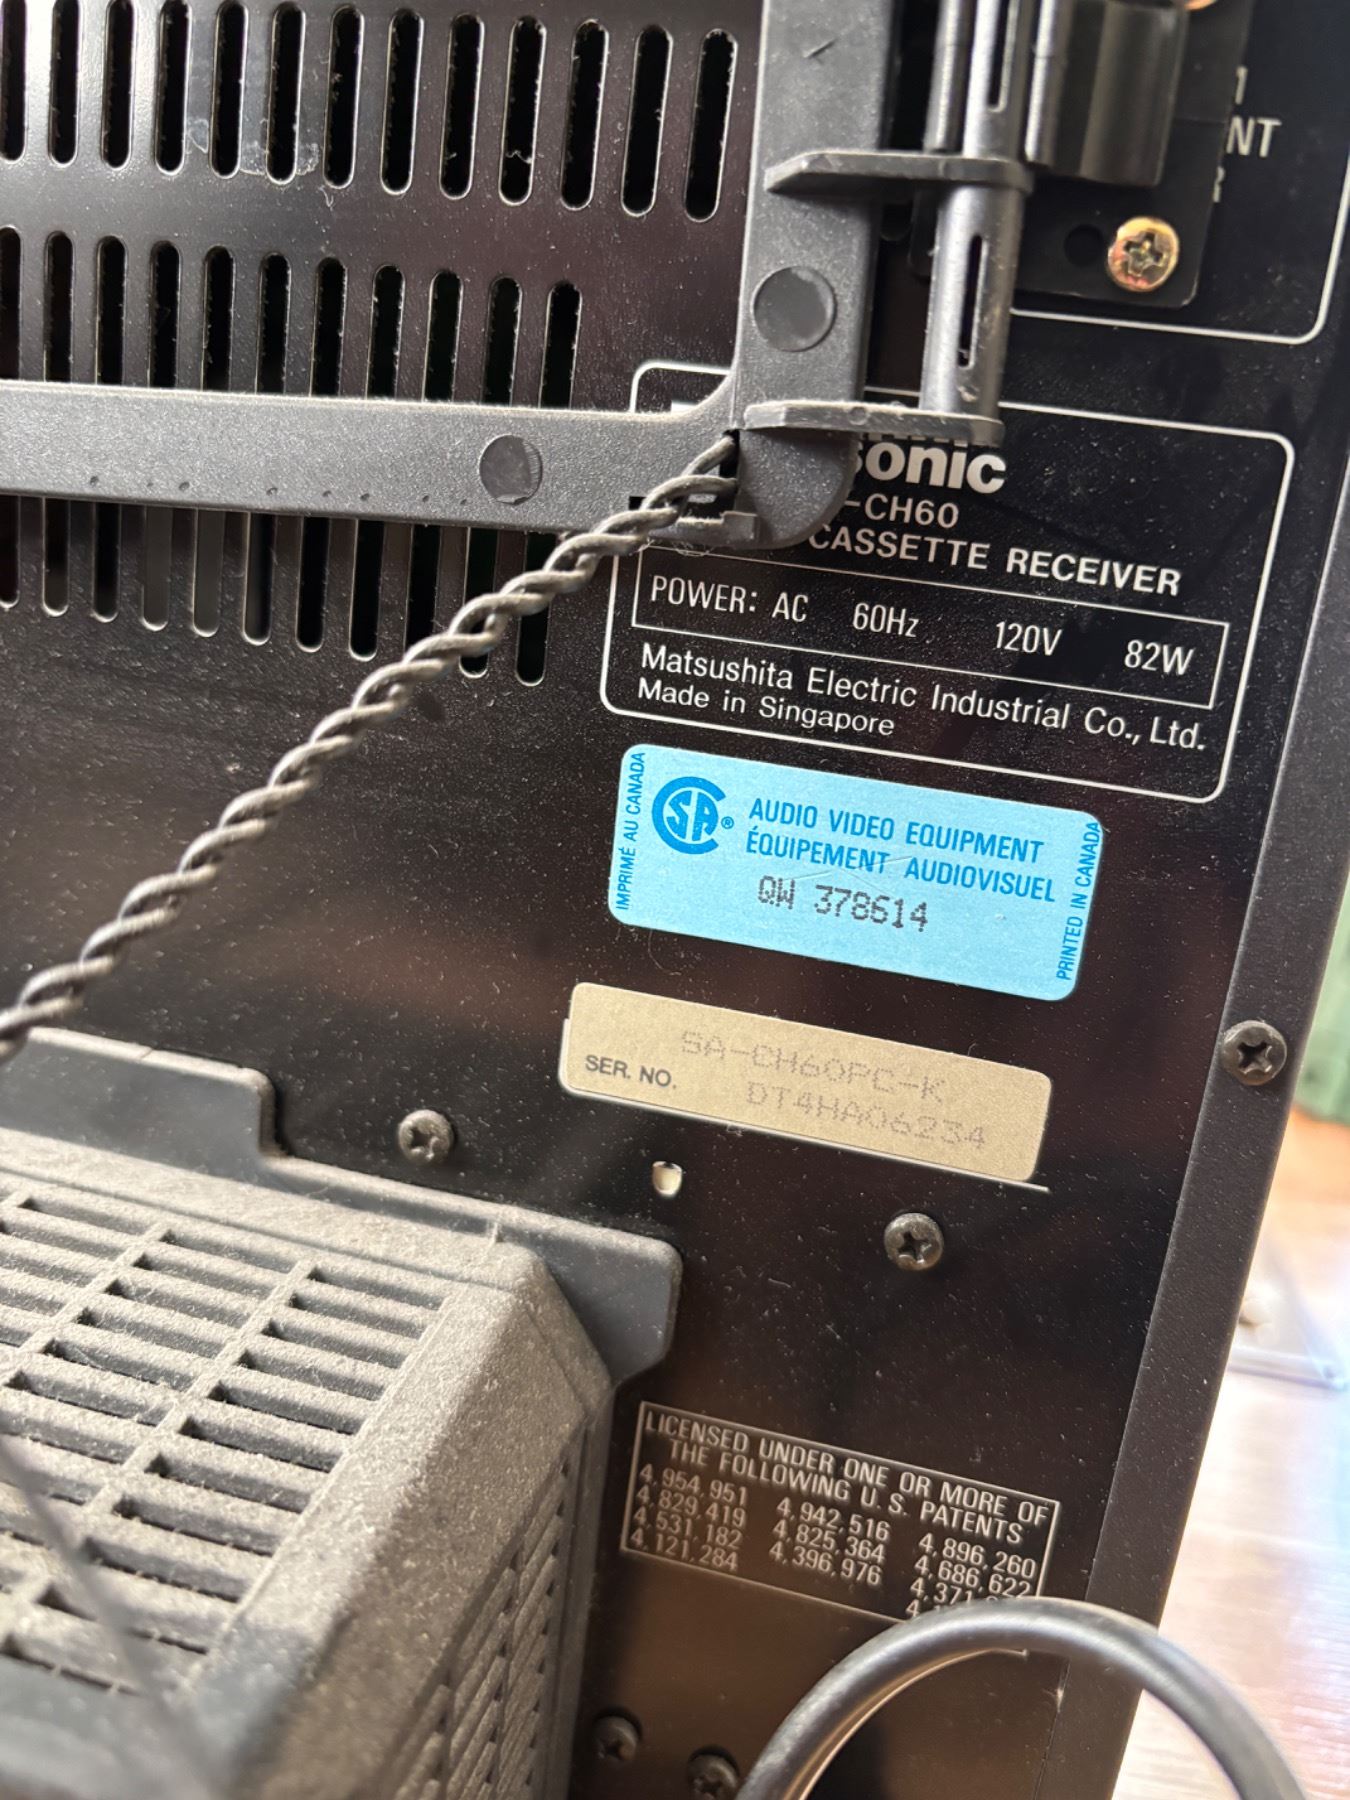 NT
sonic
-CH60
CASSETTE RECEIVER
POWER: AC 60Hz 120V 82W
Matsushita Electric Industrial Co., Ltd.
Made in Singapore
IMPRIMÉ AU CANADA
SA®
AUDIO VIDEO EQUIPMENT
ÉQUIPEMENT AUDIOVISUEL
QW 378614
PRINTED IN CANADA
SA-CH60PC-K
SER. NO. DT4HA06234
LICENSED UNDER ONE OR MORE OF
THE FOLLOWING U.S. PATENTS
4,954,951 4,942,516 4,896,260
4,829,419 4,825,364 4,686,622
4,531,182 4,396,976 4,371,
4,121,284